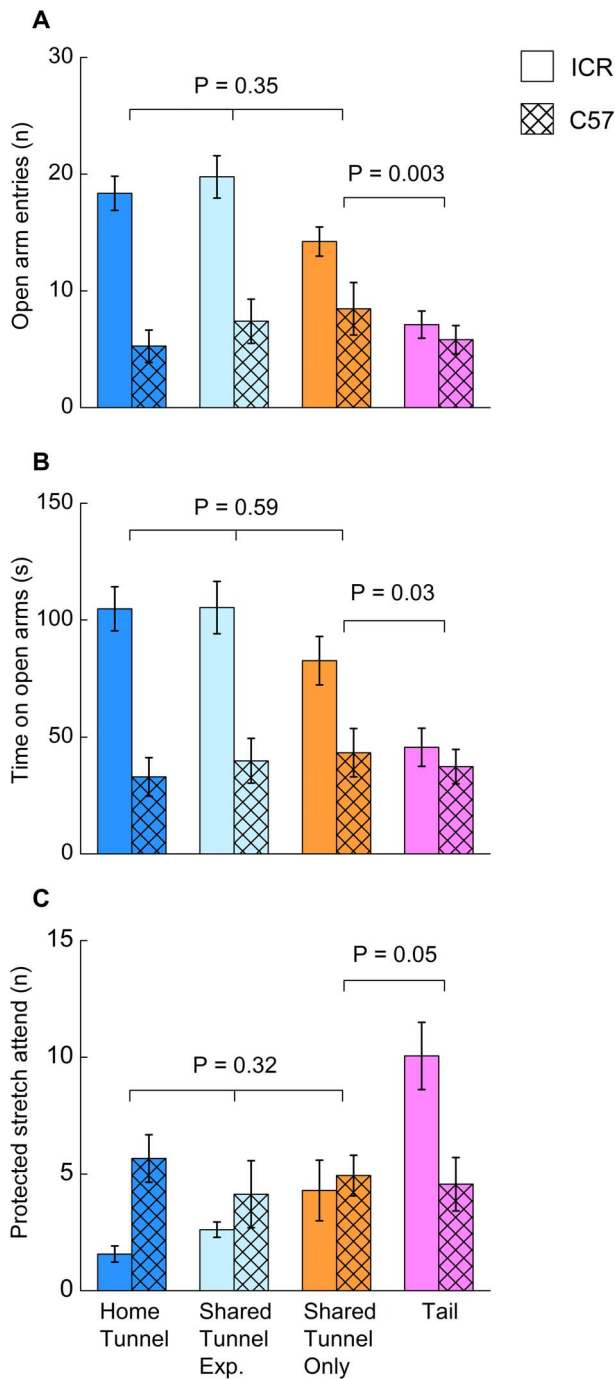 A
30
ICR
P = 0.35
C57
20
P = 0.003
Open arm entries (n)
10
0
B
150
P = 0.59
100
P = 0.03
Time on open arms (s)
50
0
C
15
P = 0.05
Protected stretch attend (n)
10
P = 0.32
5
0
Home
Tunnel
Shared
Tunnel
Exp.
Shared
Tunnel
Only
Tail